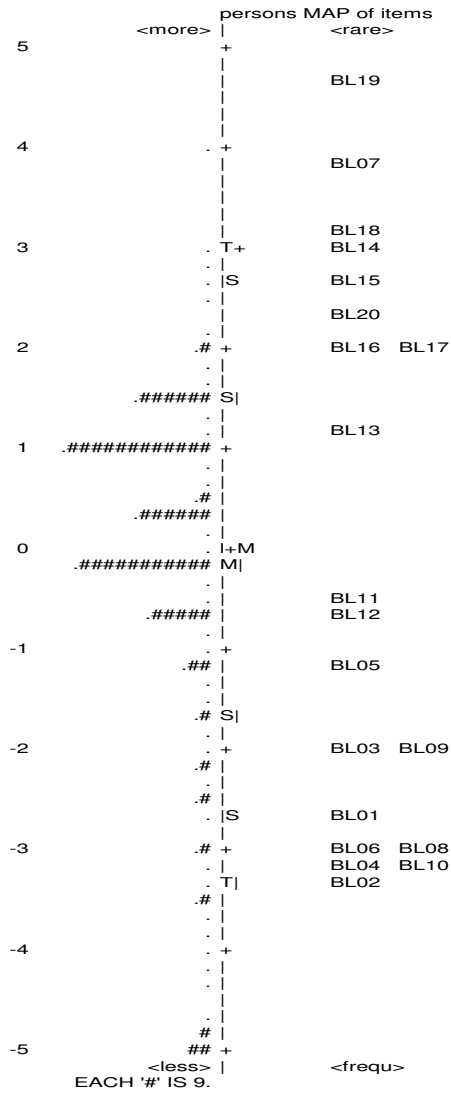 persons MAP of items
<more> | <rare>
5 +
|
| BL19
|
|
|
4 . +
| BL07
|
|
|
| BL18
3 . T+ BL14
. |
. |S BL15
. |
| BL20
. |
2 .# + BL16 BL17
. |
. |
.###### S|
. |
. | BL13
1 .############ +
. |
. |
.# |
.###### |
. |
0 . I+M
.########### M|
. |
. | BL11
.##### | BL12
. |
-1 . +
.## | BL05
. |
. |
.# S|
. |
-2 . + BL03 BL09
.# |
. |
.# |
. |S BL01
|
-3 .# + BL06 BL08
. | BL04 BL10
. T| BL02
.# |
. |
. |
-4 . +
. |
. |
|
. |
# |
-5 ## +
<less> | <frequ>
EACH '#' IS 9.